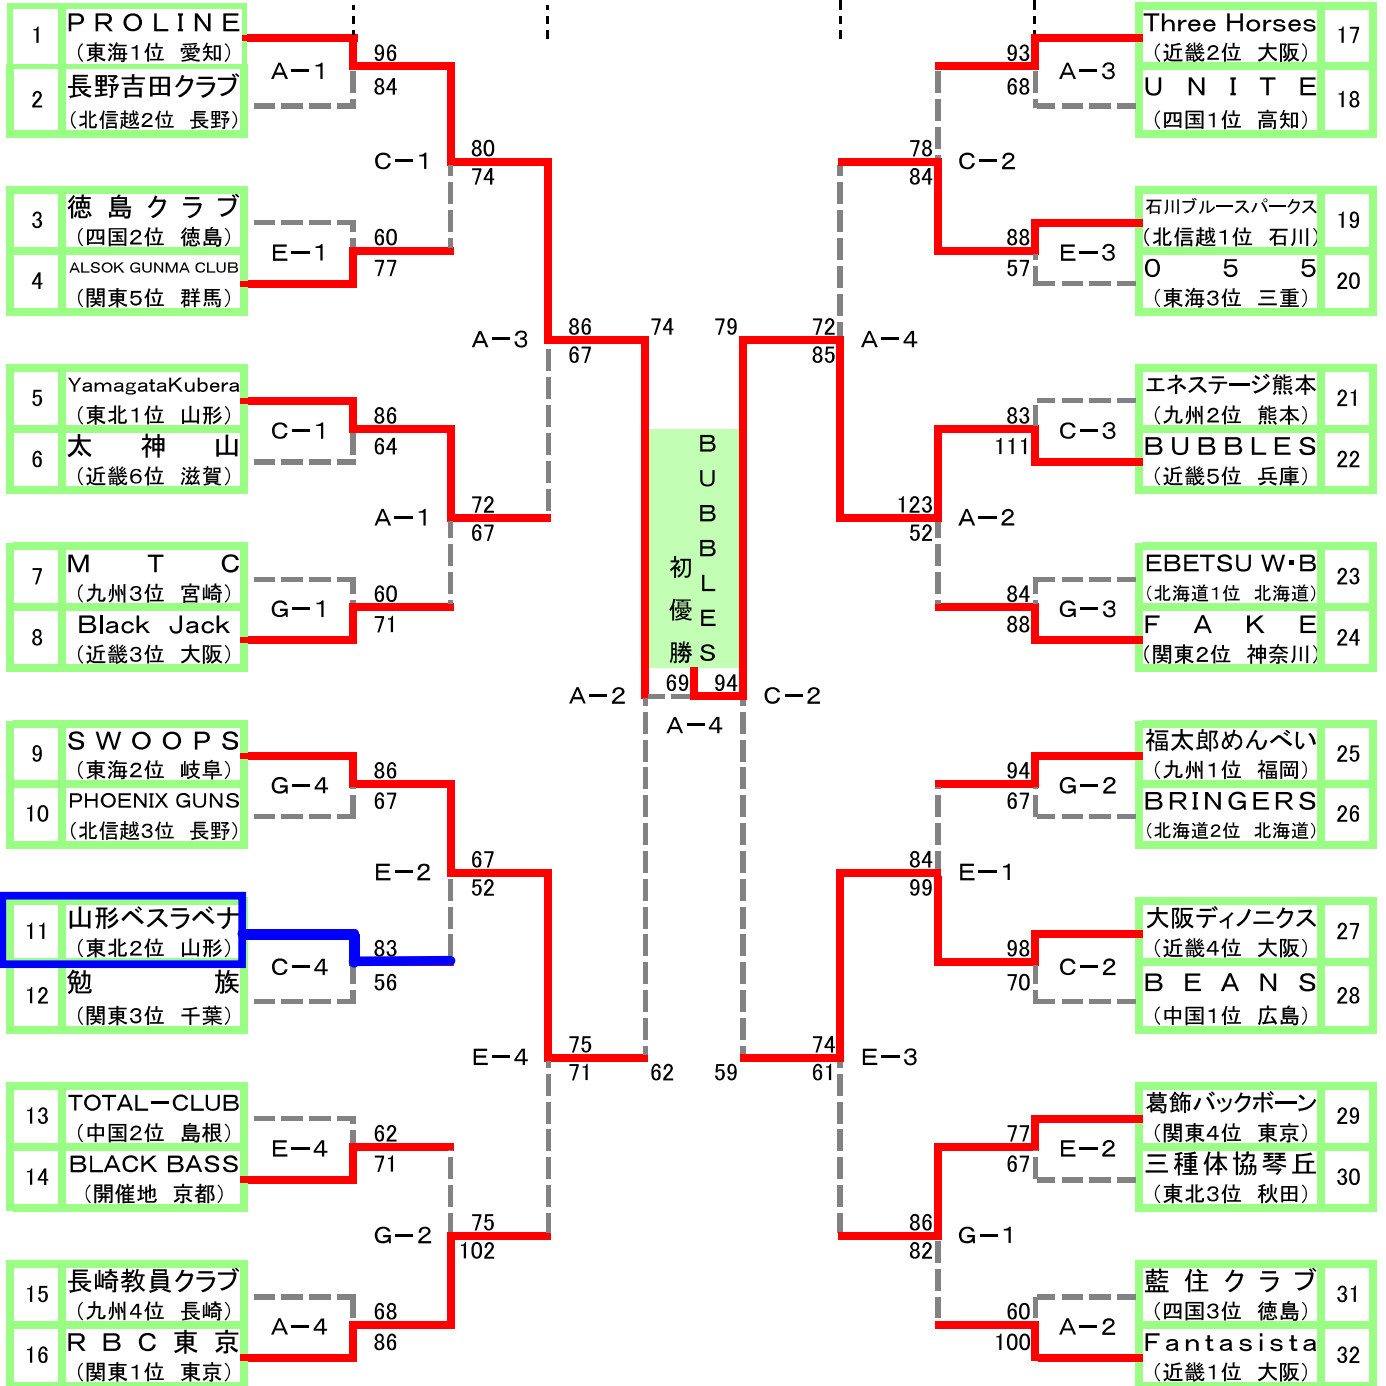 1
PROLINE
(東海1位 愛知)
2
長野吉田クラブ
(北信越2位 長野)
A-1
96
84
C-1
80
74
3
徳島クラブ
(四国2位 徳島)
4
ALSOK GUNMA CLUB
(関東5位 群馬)
E-1
60
77
A-3
86
67
5
YamagataKubera
(東北1位 山形)
6
太神山
(近畿6位 滋賀)
C-1
86
64
A-1
72
67
7
MTC
(九州3位 宮崎)
8
Black Jack
(近畿3位 大阪)
G-1
60
71
A-2
74
62
9
SWOOPS
(東海2位 岐阜)
10
PHOENIX GUNS
(北信越3位 長野)
G-4
86
67
E-2
67
52
11
山形ベスラベナ
(東北2位 山形)
12
勉族
(関東3位 千葉)
C-4
83
56
E-4
75
71
13
TOTAL-CLUB
(中国2位 島根)
14
BLACK BASS
(開催地 京都)
E-4
62
71
G-2
75
102
15
長崎教員クラブ
(九州4位 長崎)
16
RBC東京
(関東1位 東京)
A-4
68
86
BUBBLES
初優勝
69
94
A-4
17
Three Horses
(近畿2位 大阪)
18
UNITE
(四国1位 高知)
A-3
93
68
C-2
78
84
19
石川ブルースパークス
(北信越1位 石川)
20
055
(東海3位 三重)
E-3
88
57
A-4
72
85
21
エネステージ熊本
(九州2位 熊本)
22
BUBBLES
(近畿5位 兵庫)
C-3
83
111
A-2
123
52
23
EBETSU W・B
(北海道1位 北海道)
24
FAKE
(関東2位 神奈川)
G-3
84
88
C-2
79
59
25
福太郎めんべい
(九州1位 福岡)
26
BRINGERS
(北海道2位 北海道)
G-2
94
67
E-1
84
99
27
大阪ディノニクス
(近畿4位 大阪)
28
BEANS
(中国1位 広島)
C-2
98
70
E-3
74
61
29
葛飾バックボーン
(関東4位 東京)
30
三種体協琴丘
(東北3位 秋田)
E-2
77
67
G-1
86
82
31
藍住クラブ
(四国3位 徳島)
32
Fantasista
(近畿1位 大阪)
A-2
60
100